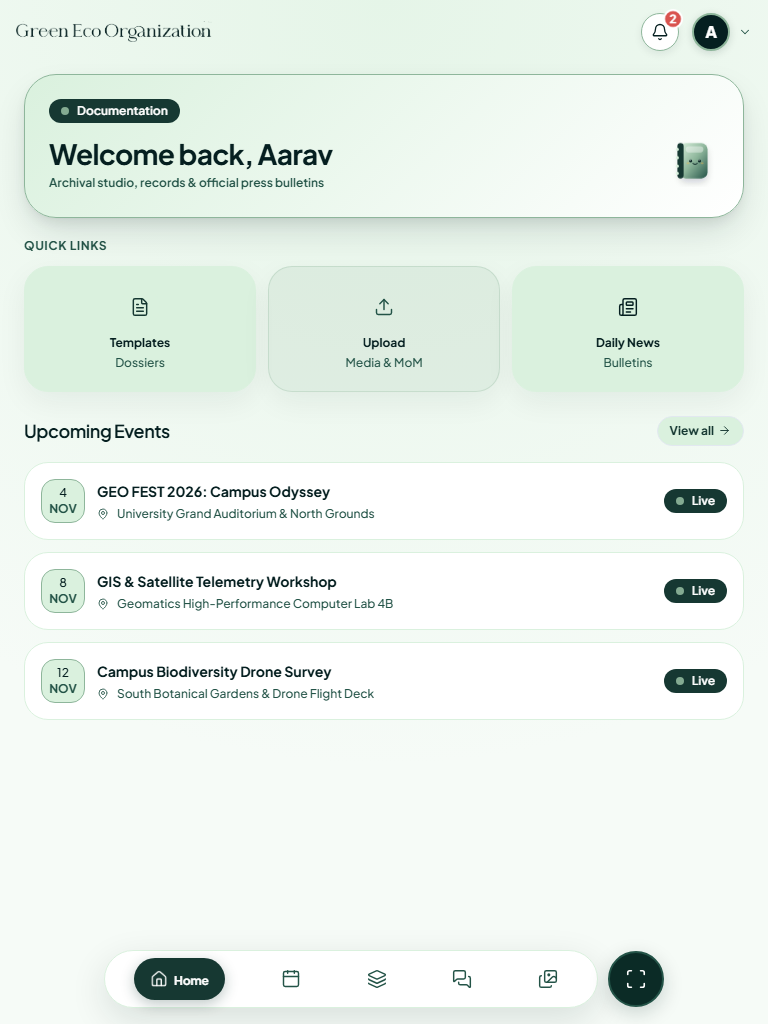 Green Eco Organization
2
A
Documentation
Welcome back, Aarav
Archival studio, records & official press bulletins
QUICK LINKS
Templates
Dossiers
Upload
Media & MoM
Daily News
Bulletins
Upcoming Events
View all →
4
NOV
GEO FEST 2026: Campus Odyssey
University Grand Auditorium & North Grounds
Live
8
NOV
GIS & Satellite Telemetry Workshop
Geomatics High-Performance Computer Lab 4B
Live
12
NOV
Campus Biodiversity Drone Survey
South Botanical Gardens & Drone Flight Deck
Live
Home